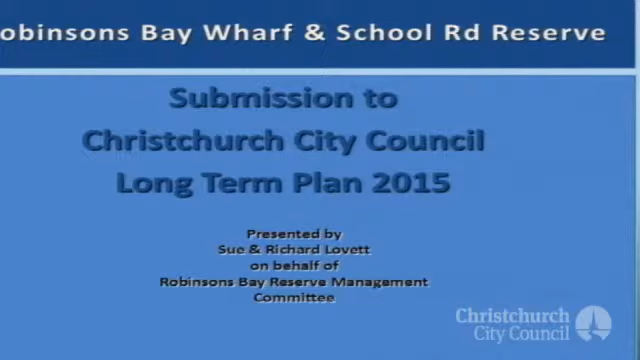 obinsons Bay Wharf & School Rd Reserve
Submission to
Christchurch City Council
Long Term Plan 2015
Presented by
Sue & Richard Lovett
on behalf of
Robinsons Bay Reserve Management
Committee
Christchurch
City Council